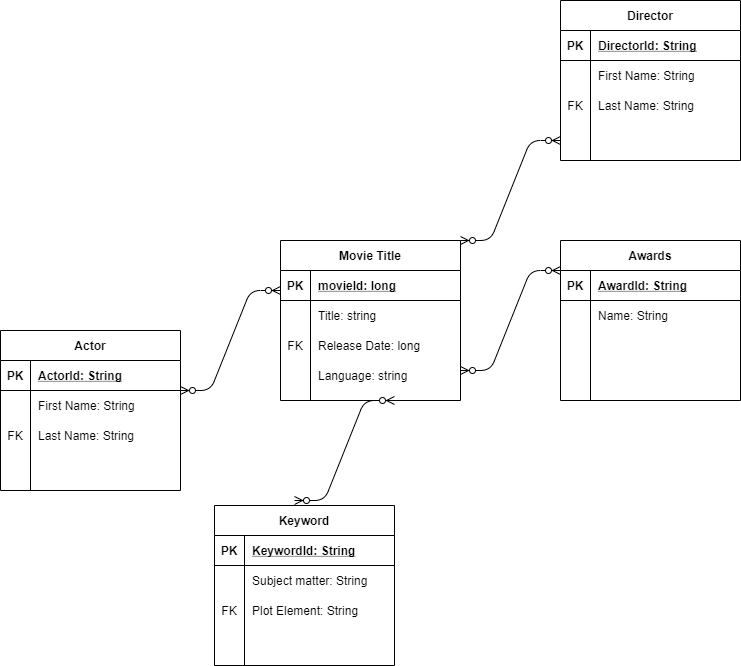 Director
PK DirectorId: String
First Name: String
FK Last Name: String
Movie Title
PK movieId: long
Title: string
FK Release Date: long
Language: string
Awards
PK AwardId: String
Name: String
Actor
PK ActorId: String
First Name: String
FK Last Name: String
Keyword
PK KeywordId: String
Subject matter: String
FK Plot Element: String